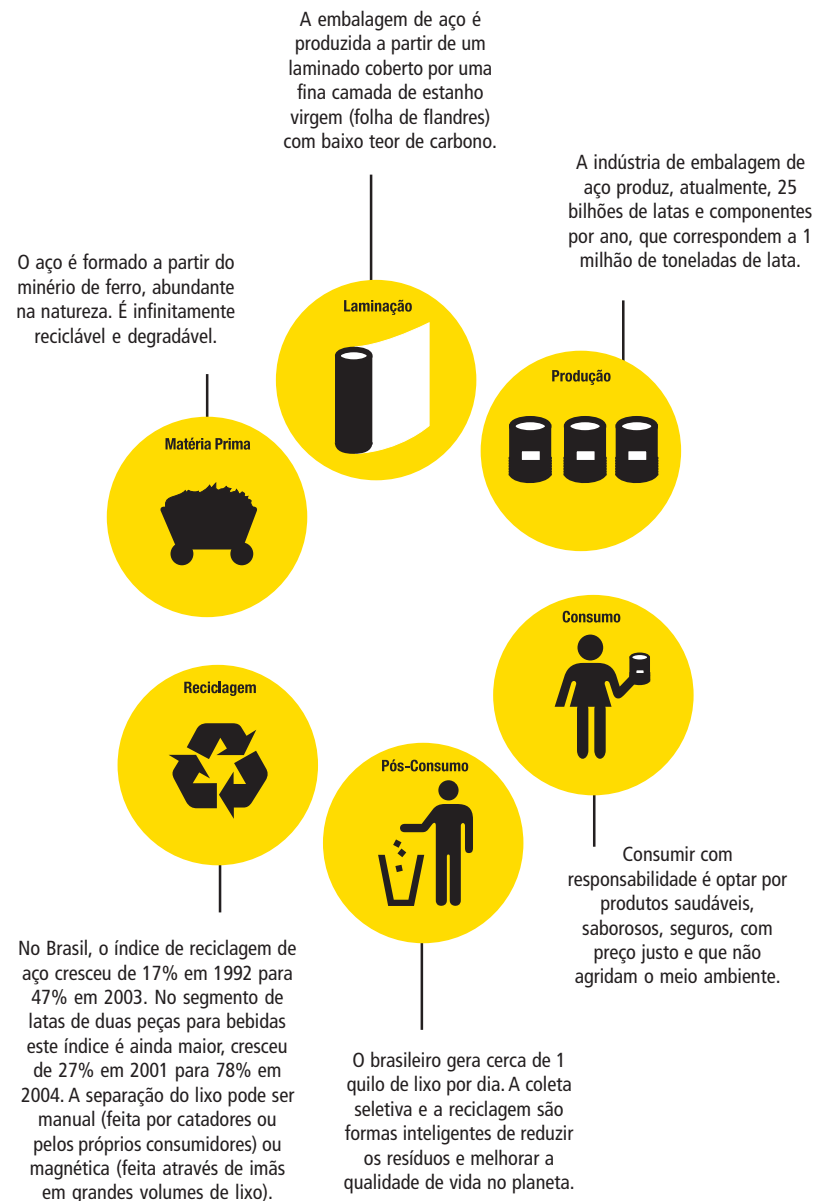 A embalagem de aço é
produzida a partir de um
laminado coberto por uma
fina camada de estanho
virgem (folha de flandres)
com baixo teor de carbono.
A indústria de embalagem de
aço produz, atualmente, 25
bilhões de latas e componentes
por ano, que correspondem a 1
milhão de toneladas de lata.
O aço é formado a partir do
minério de ferro, abundante
na natureza. É infinitamente
reciclável e degradável.
Laminação
Produção
Matéria Prima
Consumo
Reciclagem
Pós-Consumo
Consumir com
responsabilidade é optar por
produtos saudáveis,
saborosos, seguros, com
preço justo e que não
agridam o meio ambiente.
No Brasil, o índice de reciclagem de
aço cresceu de 17% em 1992 para
47% em 2003. No segmento de
latas de duas peças para bebidas
este índice é ainda maior, cresceu
de 27% em 2001 para 78% em
2004. A separação do lixo pode ser
manual (feita por catadores ou
pelos próprios consumidores) ou
magnética (feita através de imãs
em grandes volumes de lixo).
O brasileiro gera cerca de 1
quilo de lixo por dia. A coleta
seletiva e a reciclagem são
formas inteligentes de reduzir
os resíduos e melhorar a
qualidade de vida no planeta.